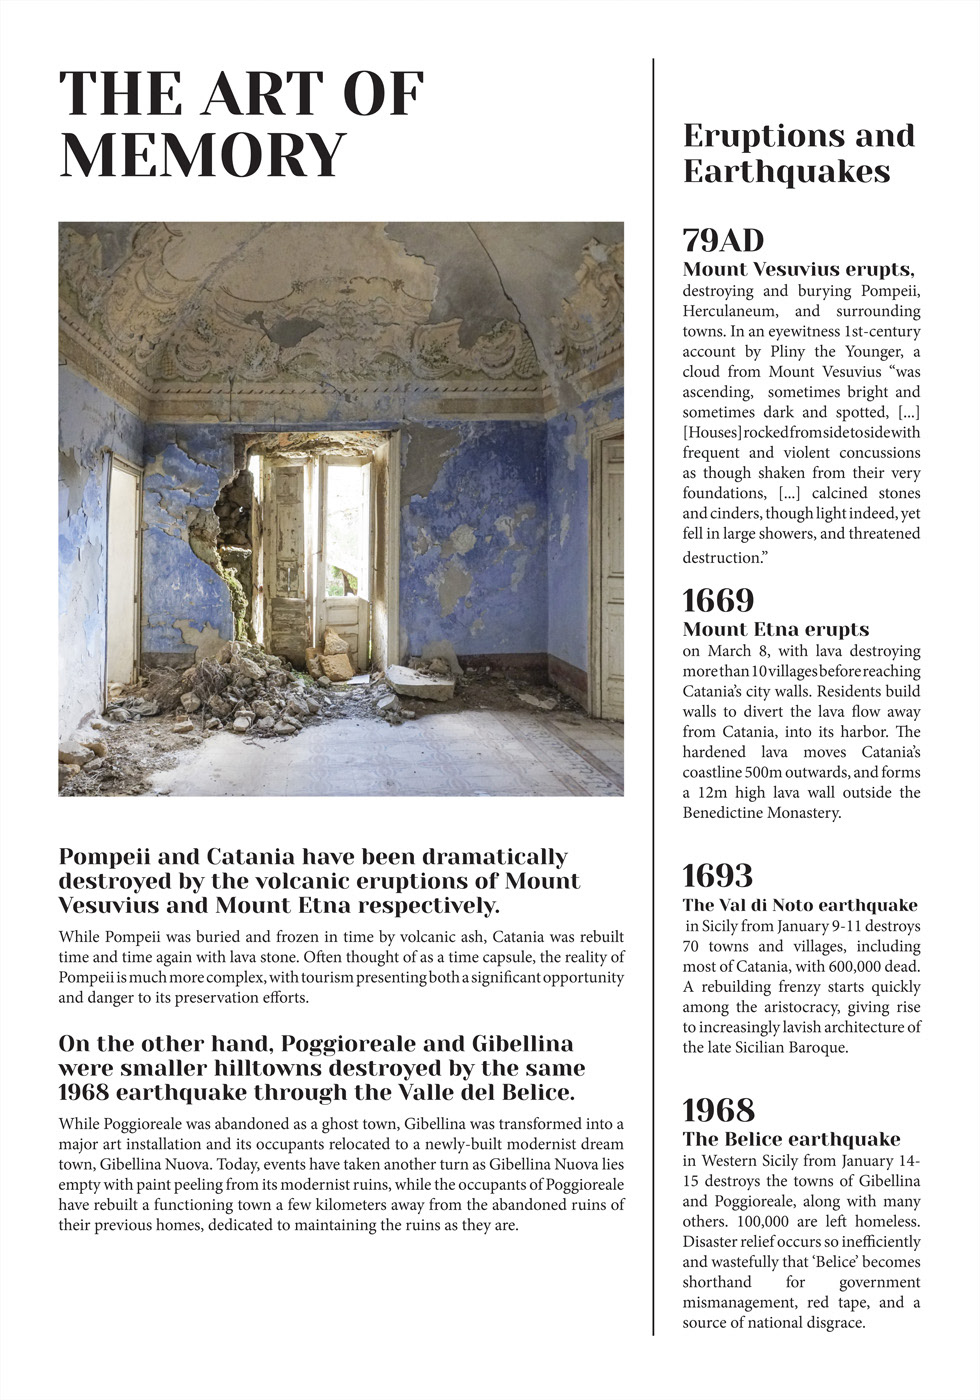 THE ART OF
MEMORY
Pompeii and Catania have been dramatically
destroyed by the volcanic eruptions of Mount
Vesuvius and Mount Etna respectively.
While Pompeii was buried and frozen in time by volcanic ash, Catania was rebuilt
time and time again with lava stone. Often thought of as a time capsule, the reality of
Pompeii is much more complex, with tourism presenting both a significant opportunity
and danger to its preservation efforts.
On the other hand, Poggioreale and Gibellina
were smaller hilltowns destroyed by the same
1968 earthquake through the Valle del Belice.
While Poggioreale was abandoned as a ghost town, Gibellina was transformed into a
major art installation and its occupants relocated to a newly-built modernist dream
town, Gibellina Nuova. Today, events have taken another turn as Gibellina Nuova lies
empty with paint peeling from its modernist ruins, while the occupants of Poggioreale
have rebuilt a functioning town a few kilometers away from the abandoned ruins of
their previous homes, dedicated to maintaining the ruins as they are.
Eruptions and
Earthquakes
79AD
Mount Vesuvius erupts,
destroying and burying Pompeii,
Herculaneum, and surrounding
towns. In an eyewitness 1st-century
account by Pliny the Younger, a
cloud from Mount Vesuvius “was
ascending, sometimes bright and
sometimes dark and spotted, [...]
[Houses] rocked from side to side with
frequent and violent concussions
as though shaken from their very
foundations, [...] calcined stones
and cinders, though light indeed, yet
fell in large showers, and threatened
destruction.”
1669
Mount Etna erupts
on March 8, with lava destroying
more than 10 villages before reaching
Catania’s city walls. Residents build
walls to divert the lava flow away
from Catania, into its harbor. The
hardened lava moves Catania’s
coastline 500m outwards, and forms
a 12m high lava wall outside the
Benedictine Monastery.
1693
The Val di Noto earthquake
in Sicily from January 9-11 destroys
70 towns and villages, including
most of Catania, with 600,000 dead.
A rebuilding frenzy starts quickly
among the aristocracy, giving rise
to increasingly lavish architecture of
the late Sicilian Baroque.
1968
The Belice earthquake
in Western Sicily from January 14-
15 destroys the towns of Gibellina
and Poggioreale, along with many
others. 100,000 are left homeless.
Disaster relief occurs so inefficiently
and wastefully that ‘Belice’ becomes
shorthand for government
mismanagement, red tape, and a
source of national disgrace.